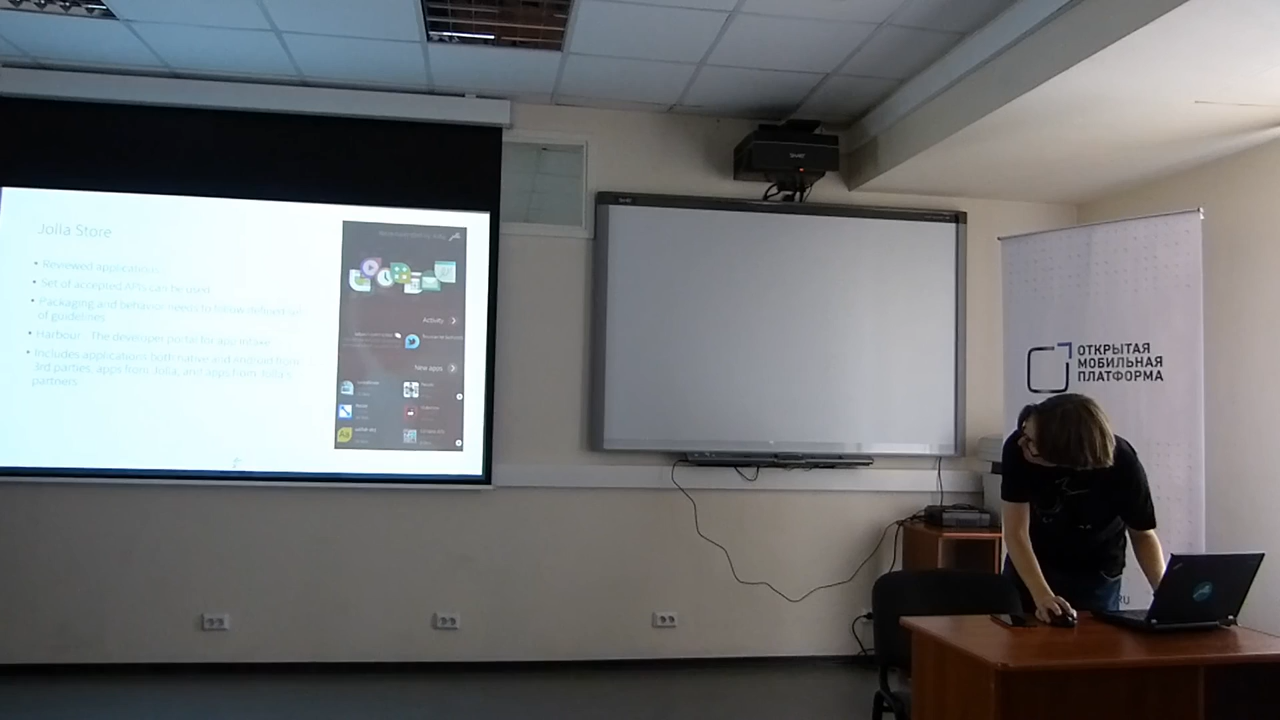 Jolla Store
• Reviewed applications
• Set of accepted APIs can be used
• Packaging and behavior needs to follow defined set
of guidelines
• Harbour - The developer portal for app intake
• Includes applications both native and Android from
3rd parties, apps from Jolla, and apps from Jolla's
partners
Activity
New apps
ОТКРЫТАЯ
МОБИЛЬНАЯ
ПЛАТФОРМА
RU